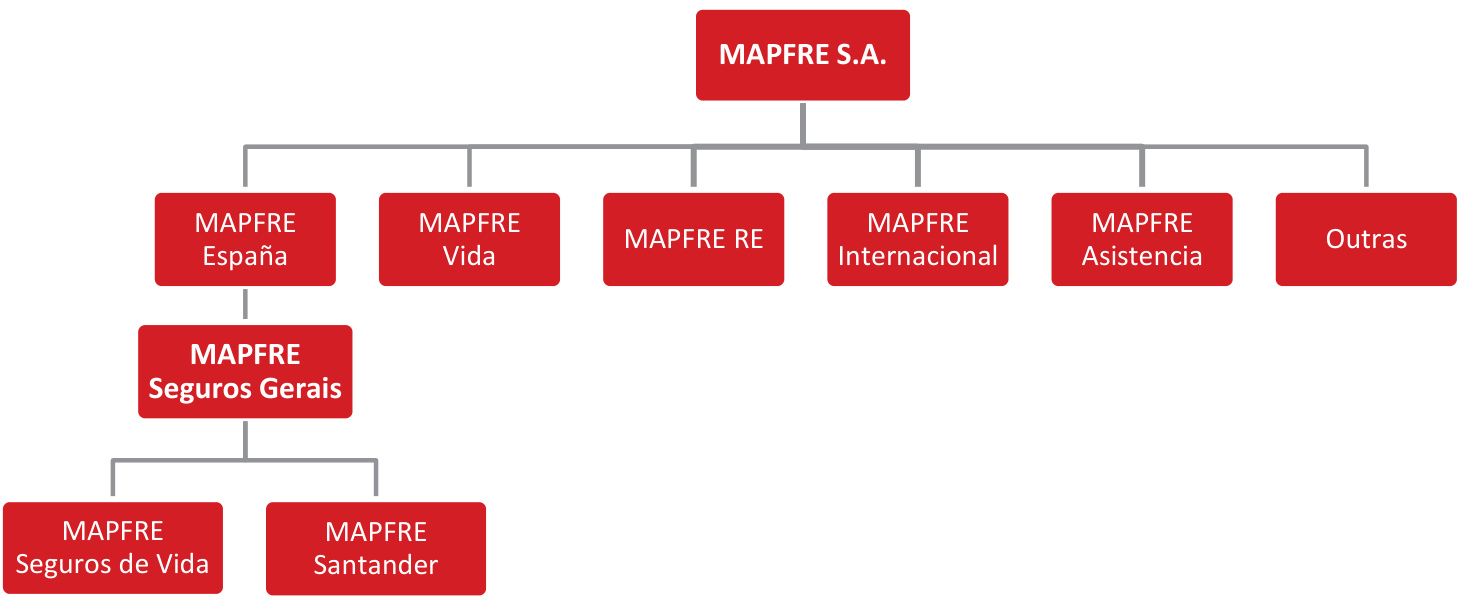 MAPFRE S.A.
MAPFRE
España
MAPFRE
Vida
MAPFRE RE
MAPFRE
Internacional
MAPFRE
Asistencia
Outras
MAPFRE
Seguros Gerais
MAPFRE
Seguros de Vida
MAPFRE
Santander